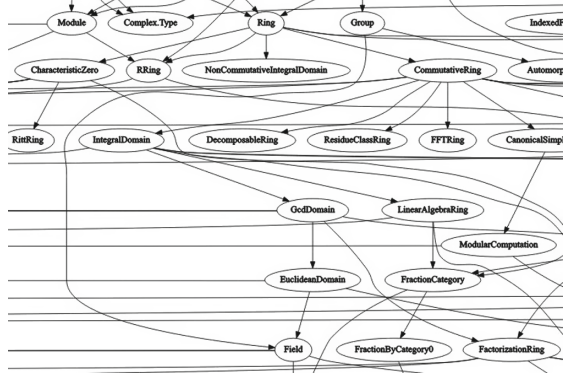 Module Complex.Type Ring Group IndexedF
CharacteristicZero RRing NonCommutativeIntegralDomain CommutativeRing Automorp
RittRing IntegralDomain DecomposableRing ResidueClassRing FFTRing CanonicalSimpl
GcdDomain LinearAlgebraRing
ModularComputation
EuclideanDomain FractionCategory
Field FractionByCategory0 FactorizationRing